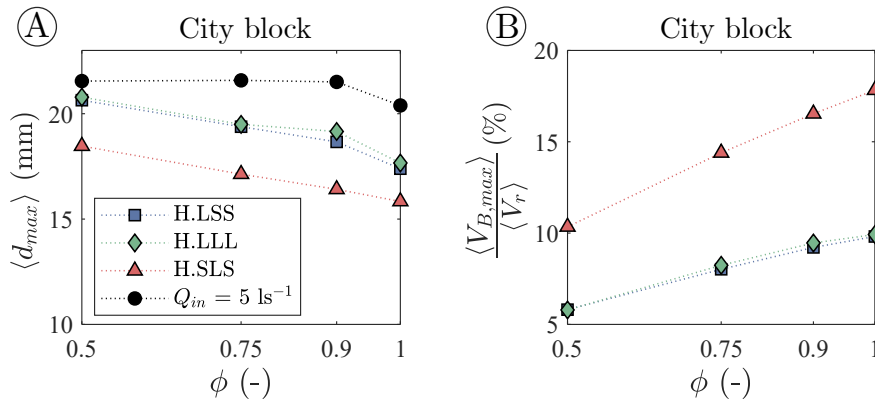 A
City block
⟨d_max⟩ (mm)
20
15
10
H.LSS
H.LLL
H.SLS
Q_in = 5 ls⁻¹
0.5
0.75
0.9
1
ϕ (-)
B
City block
⟨V_B,max⟩
⟨V_r⟩
(%)
20
15
10
5
0.5
0.75
0.9
1
ϕ (-)